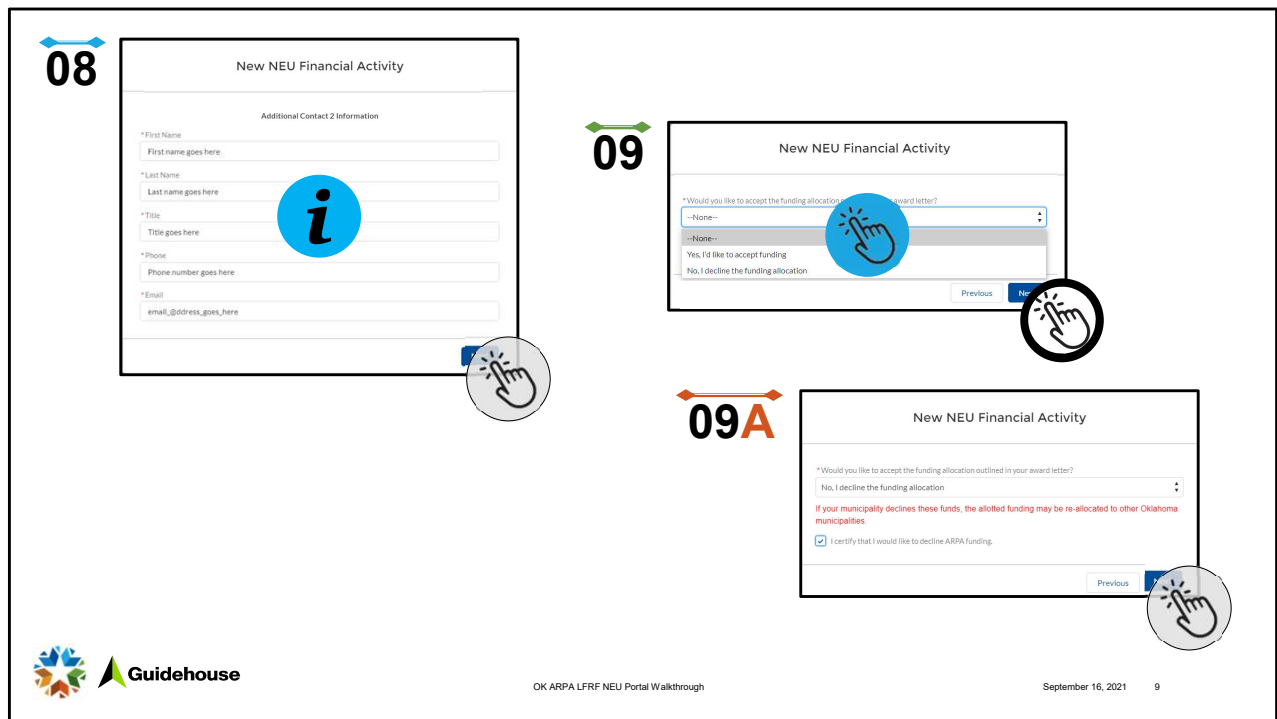 08
New NEU Financial Activity
Additional Contact 2 Information
*First Name
First name goes here
*Last Name
Last name goes here
*Title
Title goes here
*Phone
Phone number goes here
*Email
email_@ddress_goes_here
i
09
New NEU Financial Activity
*Would you like to accept the funding allocation award letter?
--None--
--None--
Yes, I'd like to accept funding
No, I decline the funding allocation
Previous
09A
New NEU Financial Activity
*Would you like to accept the funding allocation outlined in your award letter?
No, I decline the funding allocation
If your municipality declines these funds, the allotted funding may be re-allocated to other Oklahoma
municipalities.
I certify that I would like to decline ARPA funding.
Previous
Guidehouse
OK ARPA LFRF NEU Portal Walkthrough
September 16, 2021 9